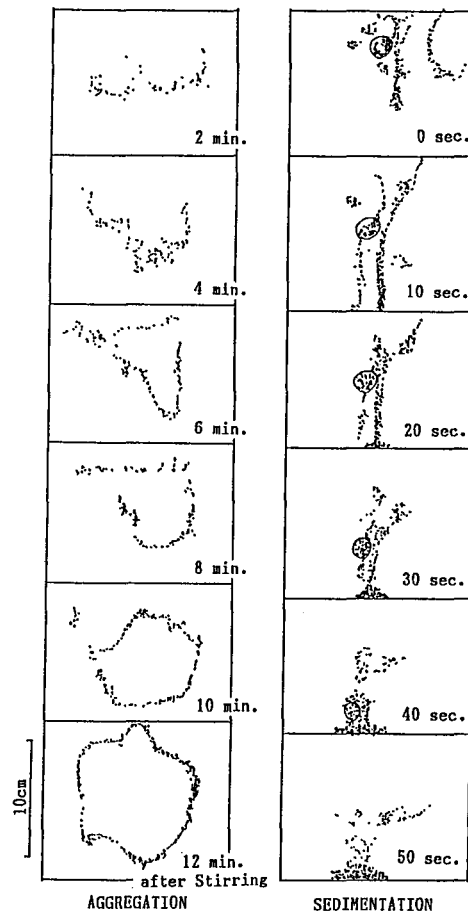 2 min.
4 min.
6 min.
8 min.
10 min.
12 min.
after Stirring
10cm
AGGREGATION
0 sec.
10 sec.
20 sec.
30 sec.
40 sec.
50 sec.
SEDIMENTATION